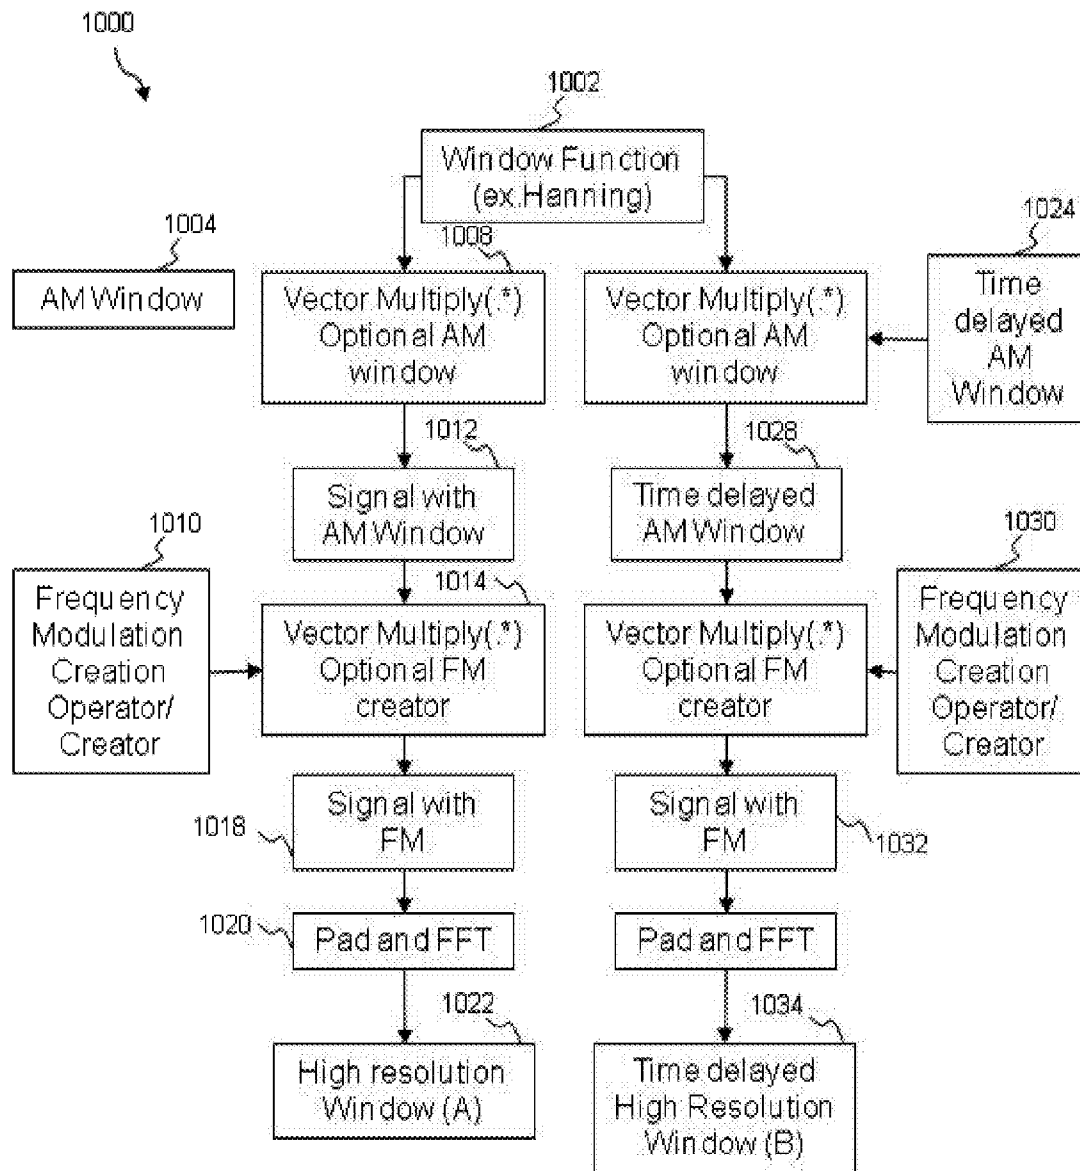 1000
1002
Window Function
(ex.Hanning)
1004
AM Window
1008
Vector Multiply(.*)
Optional AM
window
Vector Multiply(.*)
Optional AM
window
1024
Time
delayed
AM
Window
1012
Signal with
AM Window
1028
Time delayed
AM Window
1010
Frequency
Modulation
Creation
Operator/
Creator
1014
Vector Multiply(.*)
Optional FM
creator
Vector Multiply(.*)
Optional FM
creator
1030
Frequency
Modulation
Creation
Operator/
Creator
1018
Signal with
FM
Signal with
FM
1032
1020
Pad and FFT
Pad and FFT
1022
High resolution
Window (A)
1034
Time delayed
High Resolution
Window (B)